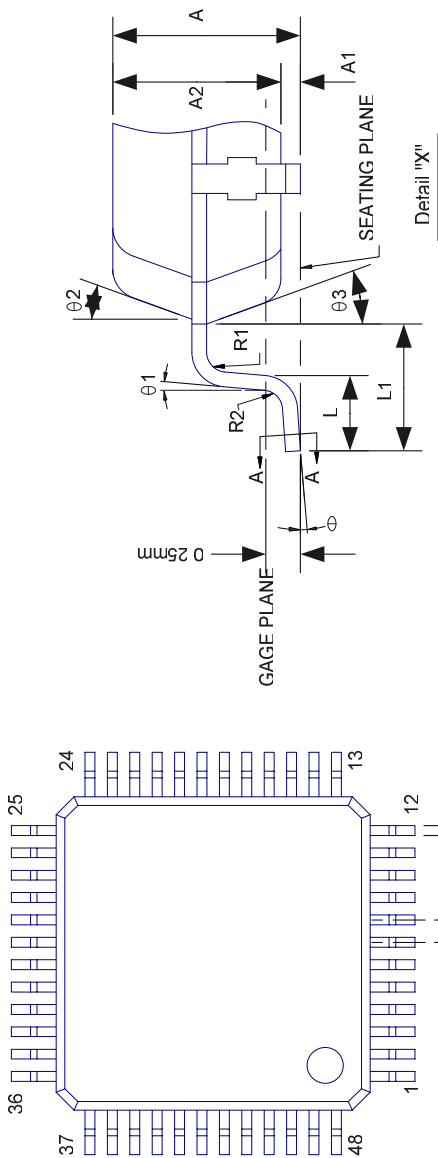 A
A2
A1
SEATING PLANE
Detail "X"
θ2
θ3
R1
θ1
R2
L
L1
A
A
θ
0 25mm
GAGE PLANE
24
13
25
12
36
1
37
48